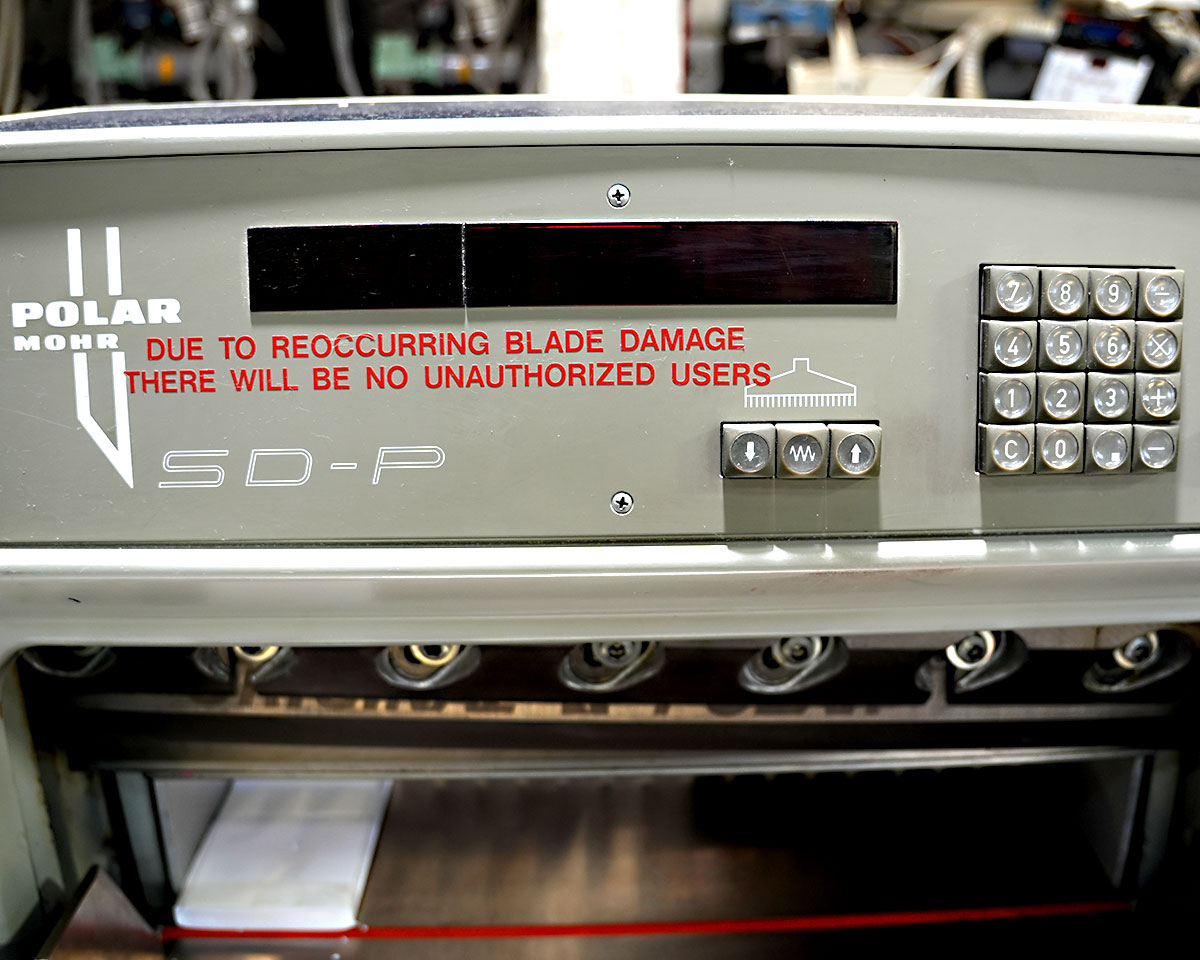 POLAR
MOHR
DUE TO REOCCURRING BLADE DAMAGE
THERE WILL BE NO UNAUTHORIZED USERS
SD-P
7 8 9 ÷
4 5 6 X
1 2 3 +
C 0 . -